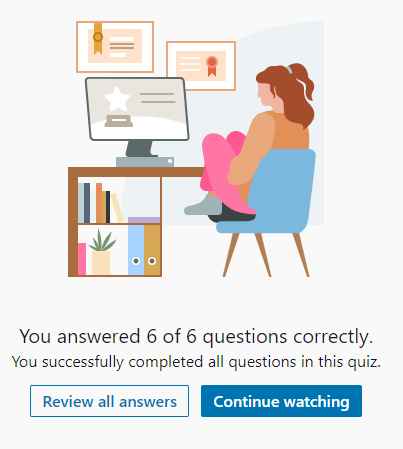 You answered 6 of 6 questions correctly.
You successfully completed all questions in this quiz.
Review all answers
Continue watching